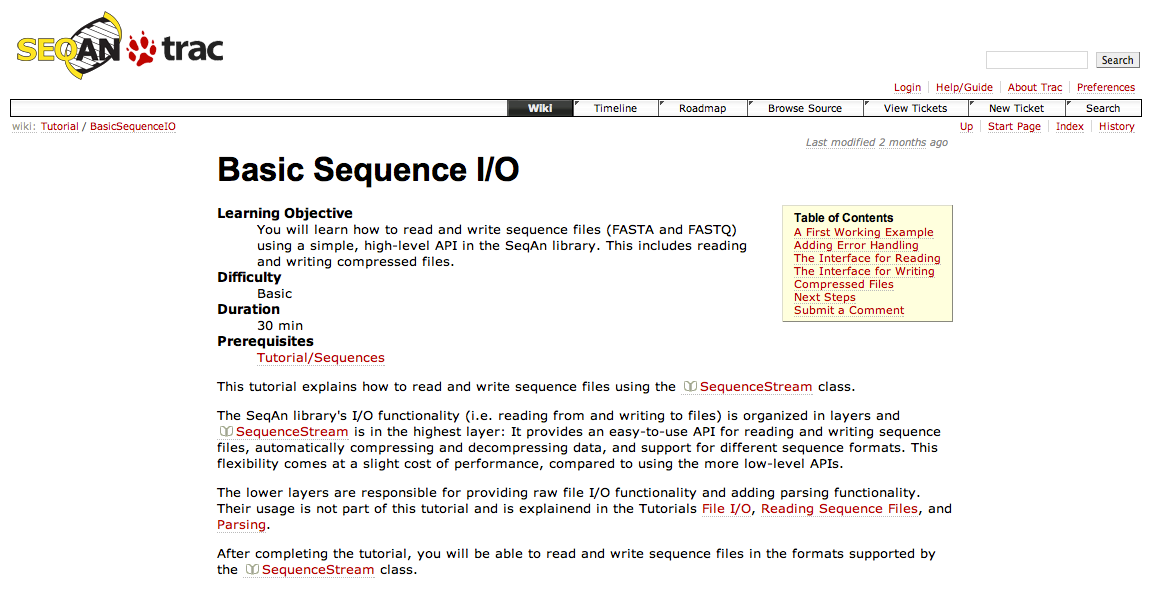 SEQAN trac
Search
Login Help/Guide About Trac Preferences
Wiki Timeline Roadmap Browse Source View Tickets New Ticket Search
wiki: Tutorial / BasicSequenceIO
Up Start Page Index History
Last modified 2 months ago
Basic Sequence I/O
Learning Objective
You will learn how to read and write sequence files (FASTA and FASTQ)
using a simple, high-level API in the SeqAn library. This includes reading
and writing compressed files.
Difficulty
Basic
Duration
30 min
Prerequisites
Tutorial/Sequences
Table of Contents
A First Working Example
Adding Error Handling
The Interface for Reading
The Interface for Writing
Compressed Files
Next Steps
Submit a Comment
This tutorial explains how to read and write sequence files using the SequenceStream class.
The SeqAn library's I/O functionality (i.e. reading from and writing to files) is organized in layers and
SequenceStream is in the highest layer: It provides an easy-to-use API for reading and writing sequence
files, automatically compressing and decompressing data, and support for different sequence formats. This
flexibility comes at a slight cost of performance, compared to using the more low-level APIs.
The lower layers are responsible for providing raw file I/O functionality and adding parsing functionality.
Their usage is not part of this tutorial and is explainend in the Tutorials File I/O, Reading Sequence Files, and
Parsing.
After completing the tutorial, you will be able to read and write sequence files in the formats supported by
the SequenceStream class.